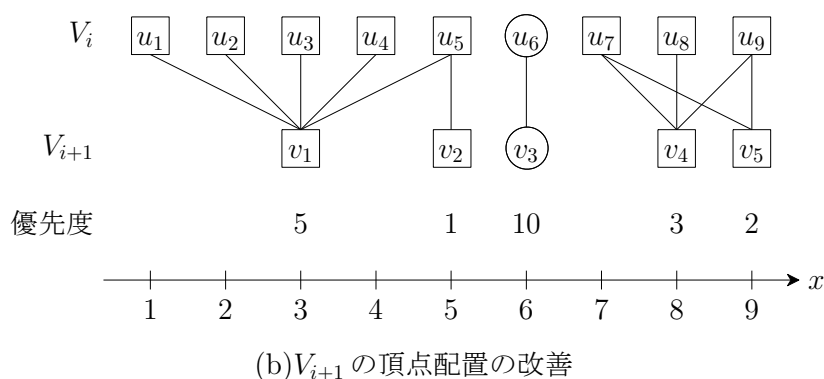 V_i u_1 u_2 u_3 u_4 u_5 u_6 u_7 u_8 u_9
V_{i+1} v_1 v_2 v_3 v_4 v_5
優先度 5 1 10 3 2
x
1 2 3 4 5 6 7 8 9
(b)V_{i+1} の頂点配置の改善